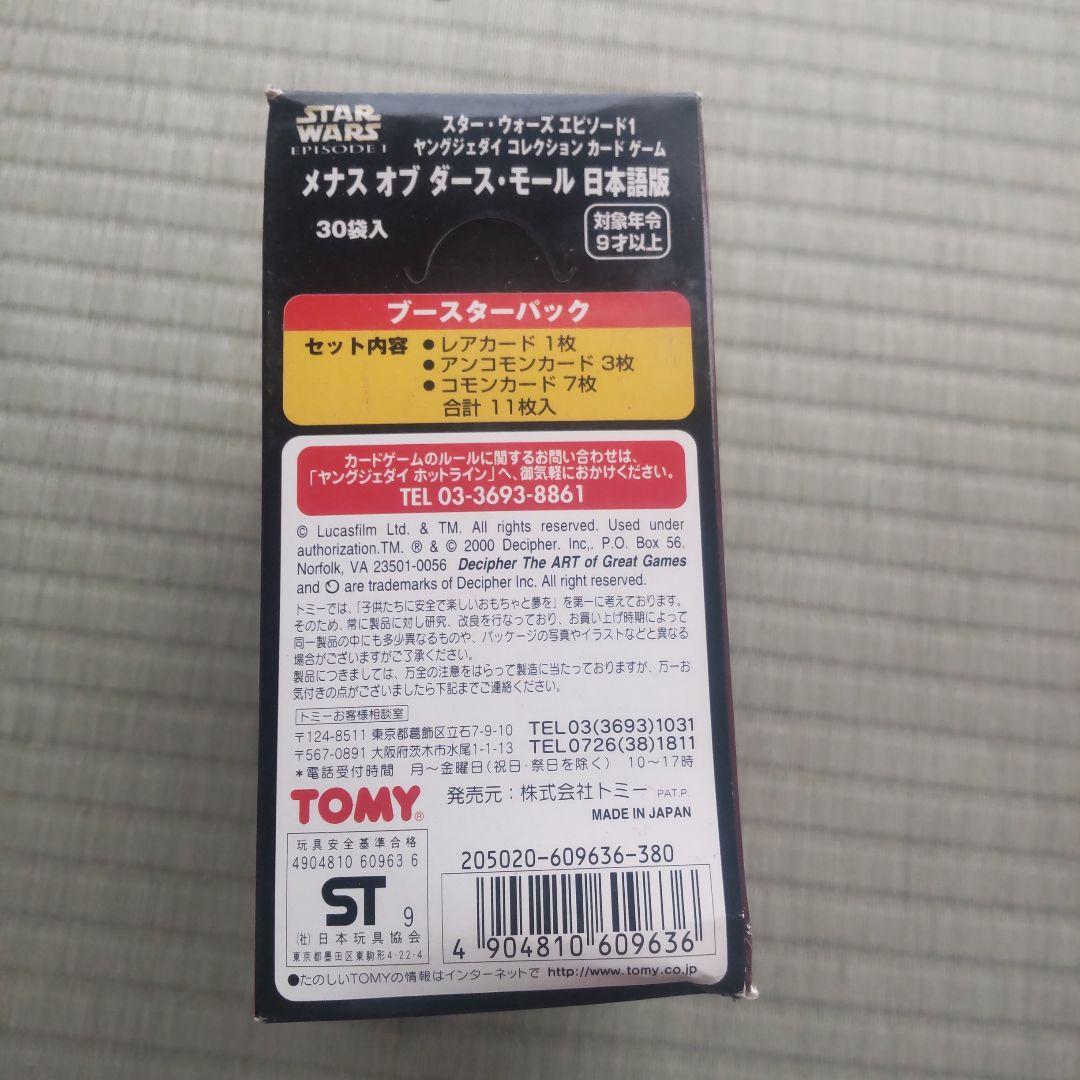 STAR
WARS
EPISODE I
スター・ウォーズ エピソード1
ヤングジェダイ コレクション カード ゲーム
メナス オブ ダース・モール 日本語版
30袋入
対象年令
9才以上
ブースターパック
セット内容 ●レアカード 1枚
●アンコモンカード 3枚
●コモンカード 7枚
合計 11枚入
カードゲームのルールに関するお問い合わせは、
「ヤングジェダイ ホットライン」へ、御気軽におかけください。
TEL 03-3693-8861
© Lucasfilm Ltd. & TM. All rights reserved. Used under
authorization.TM. ® & © 2000 Decipher. Inc,. P.O. Box 56.
Norfolk, VA 23501-0056 Decipher The ART of Great Games
and are trademarks of Decipher Inc. All right reserved.
トミーでは、「子供たちに安全で楽しいおもちゃと夢を」を第一に考えております。
そのため、常に製品に対し研究、改良を行なっており、お買い上げ時期によって
同一製品の中にも多少異なるものや、パッケージの写真やイラストなどと異なる
場合がございますがご了承ください。
製品につきましては、万全の注意をはらって製造に当たっておりますが、万一お
気付きの点がございましたら下記までご連絡ください。
トミーお客様相談室
〒124-8511 東京都葛飾区立石7-9-10 TEL03(3693)1031
〒567-0891 大阪府茨木市水尾1-1-13 TEL0726(38)1811
*電話受付時間 月〜金曜日(祝日・祭日を除く) 10〜17時
TOMY® 発売元:株式会社トミー PAT.P.
MADE IN JAPAN
玩具安全基準合格
4904810 60963 6
ST 9
(社)日本玩具協会
東京都墨田区東駒形4-22-4
205020-609636-380
4 904810 609636
●たのしいTOMYの情報はインターネットで http://www.tomy.co.jp